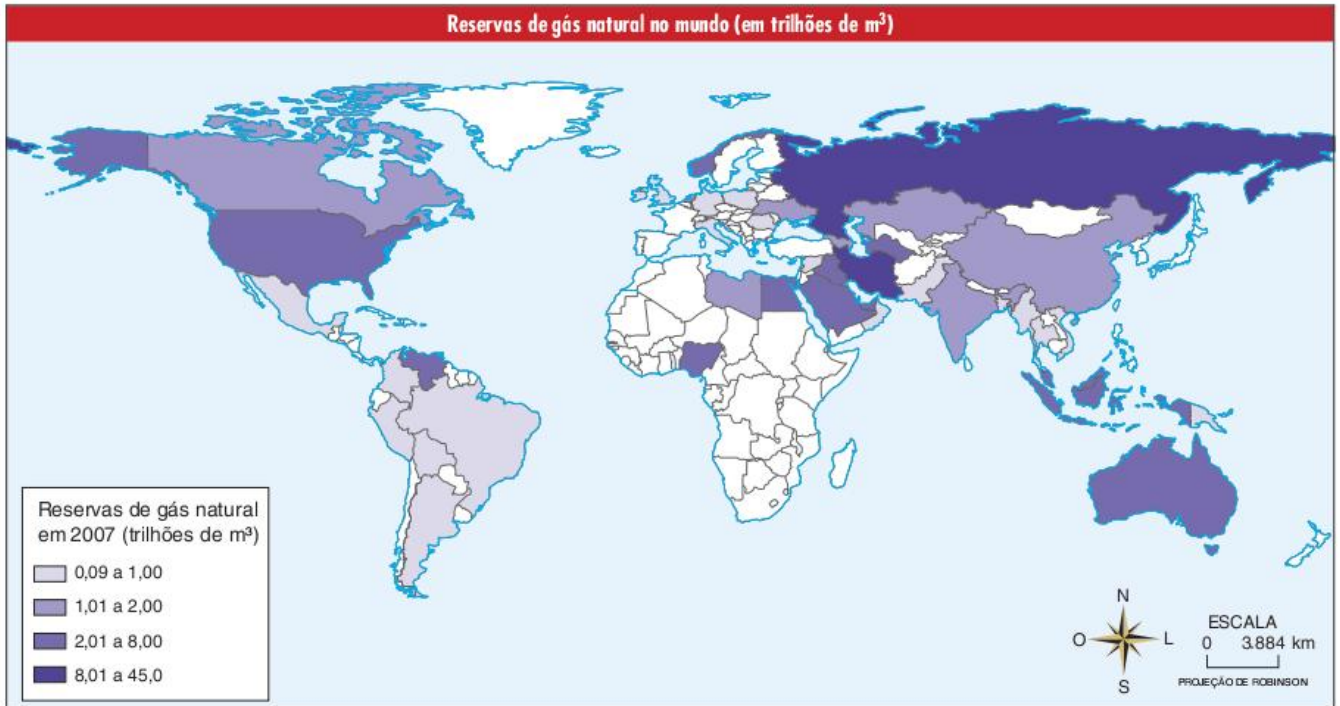 Reservas de gás natural no mundo (em trilhões de m³)
Reservas de gás natural
em 2007 (trilhões de m³)
0,09 a 1,00
1,01 a 2,00
2,01 a 8,00
8,01 a 45,0
N
O
L
S
ESCALA
0 3.884 km
PROJEÇÃO DE ROBINSON